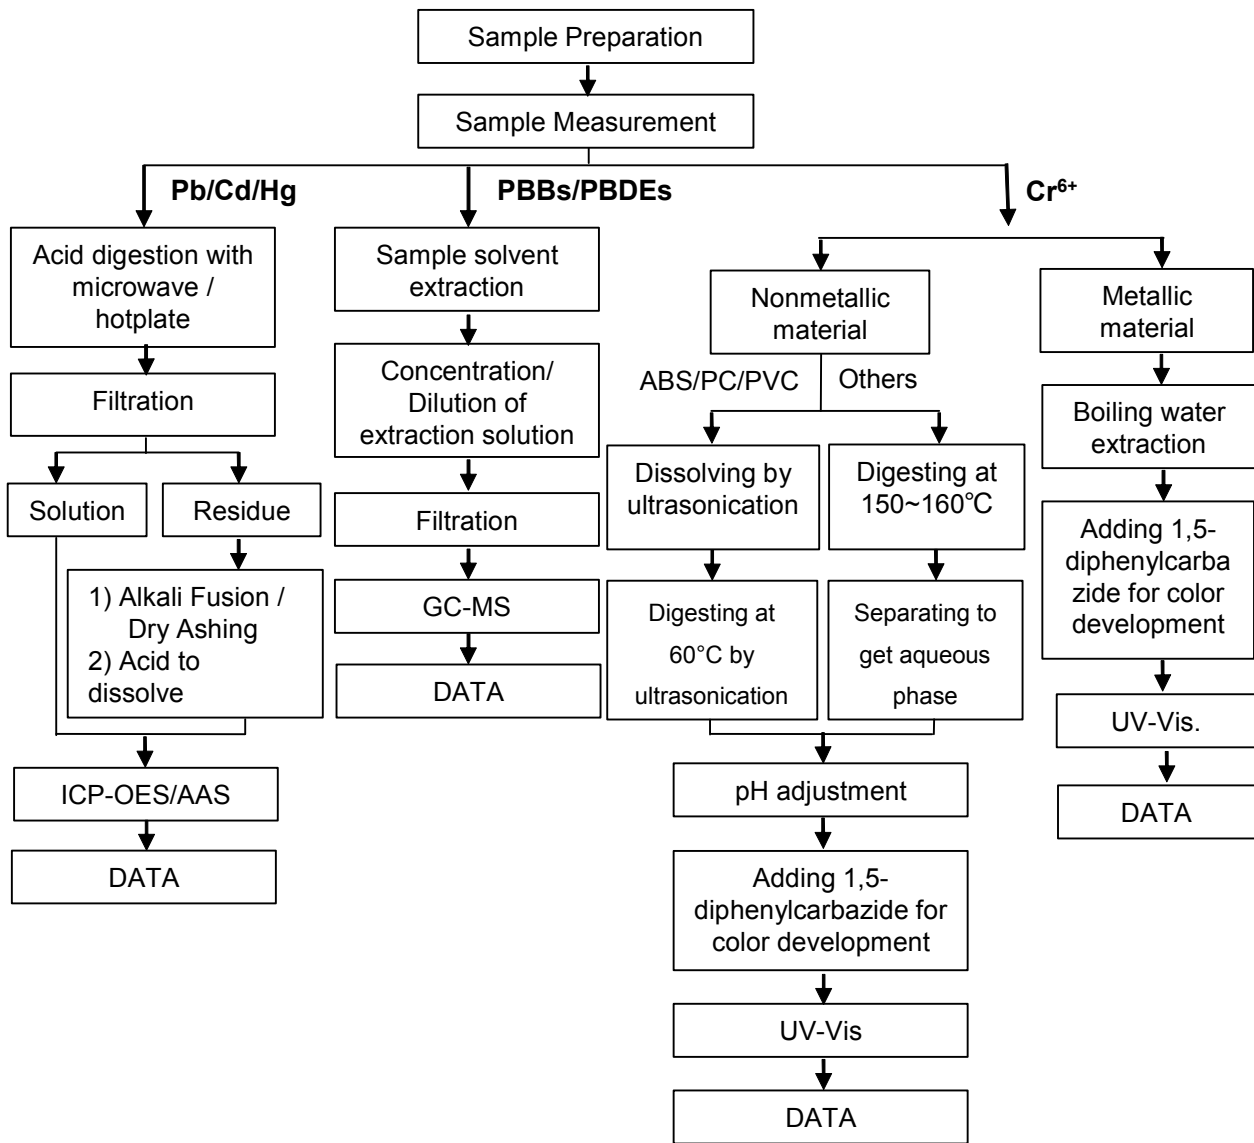 Sample Preparation
Sample Measurement
Pb/Cd/Hg
PBBs/PBDEs
Cr⁶⁺
Acid digestion with
microwave /
hotplate
Filtration
Solution
Residue
1) Alkali Fusion /
Dry Ashing
2) Acid to
dissolve
ICP-OES/AAS
DATA
Sample solvent
extraction
Concentration/
Dilution of
extraction solution
Filtration
GC-MS
DATA
Nonmetallic
material
ABS/PC/PVC
Others
Dissolving by
ultrasonication
Digesting at
60°C by
ultrasonication
Digesting at
150~160℃
Separating to
get aqueous
phase
pH adjustment
Adding 1,5-
diphenylcarbazide for
color development
UV-Vis
DATA
Metallic
material
Boiling water
extraction
Adding 1,5-
diphenylcarba
zide for color
development
UV-Vis.
DATA